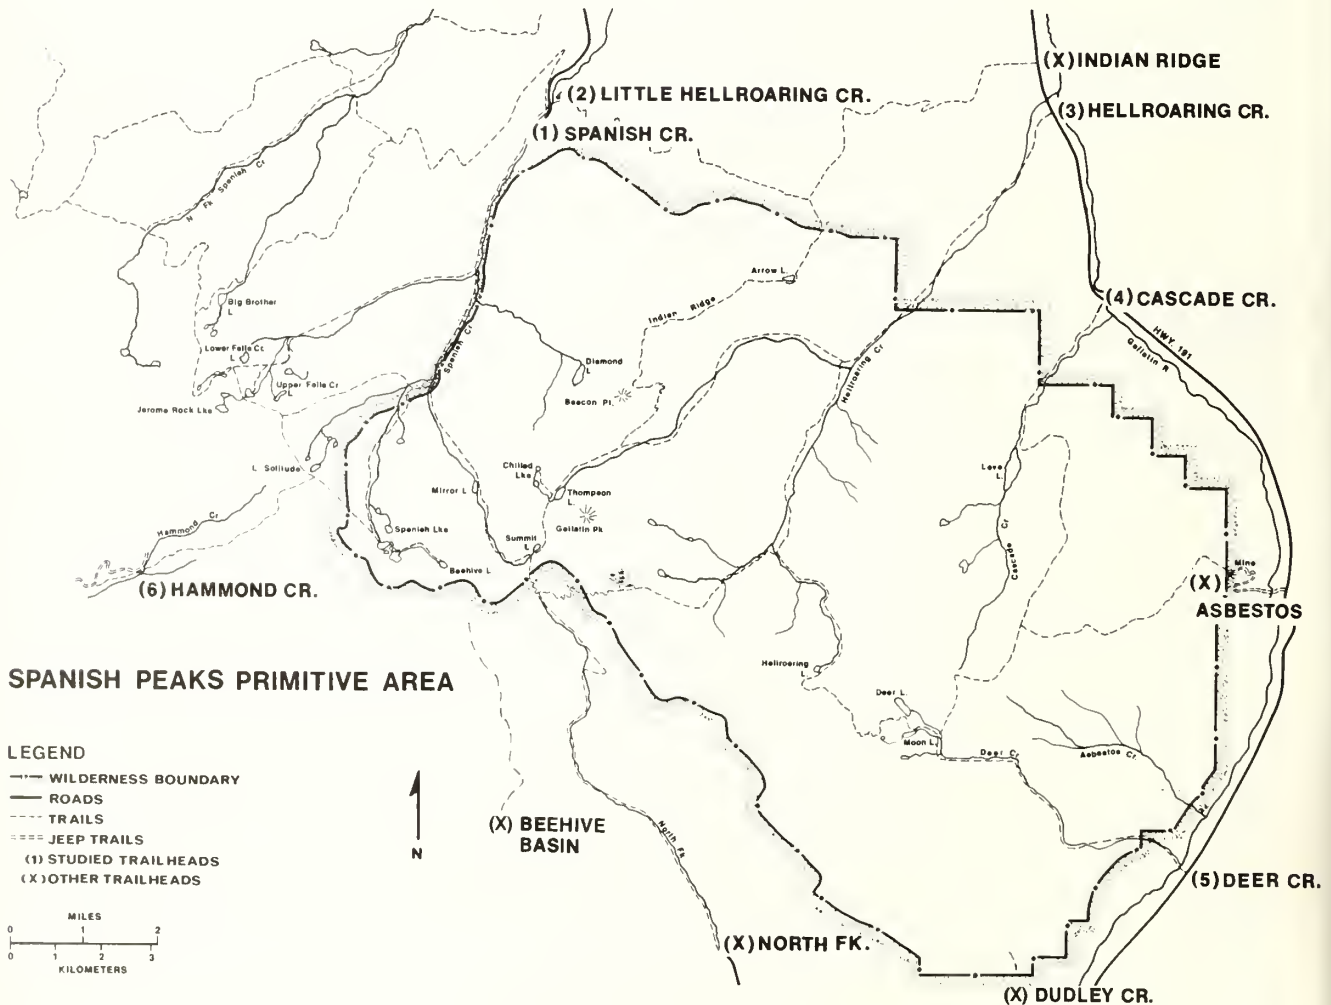 (X) INDIAN RIDGE
(2) LITTLE HELLROARING CR.
(3) HELLROARING CR.
(1) SPANISH CR.
N Fk Spanish Cr
Arrow L.
Big Brother
L
Indian Ridge
(4) CASCADE CR.
HWY. 191
Gallatin R
Spanish Cr
Lower Falls Cr.
L
Diamond
L
Hellroaring Cr
Upper Falls Cr
L
Beacon Pt.
Jerome Rock Lke
L Solitude
Chilled
Lke
Lava
L
Mirror L
Thompson
L
Gallatin Pk
Spanish Lke
Hammond Cr
Summit
L
Beehive L
Cascade Cr
Mine
(X)
ASBESTOS
(6) HAMMOND CR.
Hellroaring
L
SPANISH PEAKS PRIMITIVE AREA
Deer L
Moon L
Deer Cr
Asbestos Cr.
LEGEND
WILDERNESS BOUNDARY
ROADS
TRAILS
JEEP TRAILS
(1) STUDIED TRAILHEADS
(X) OTHER TRAILHEADS
N
(X) BEEHIVE
BASIN
North Fk
(5) DEER CR.
MILES
0 1 2
0 1 2 3
KILOMETERS
(X) NORTH FK.
(X) DUDLEY CR.